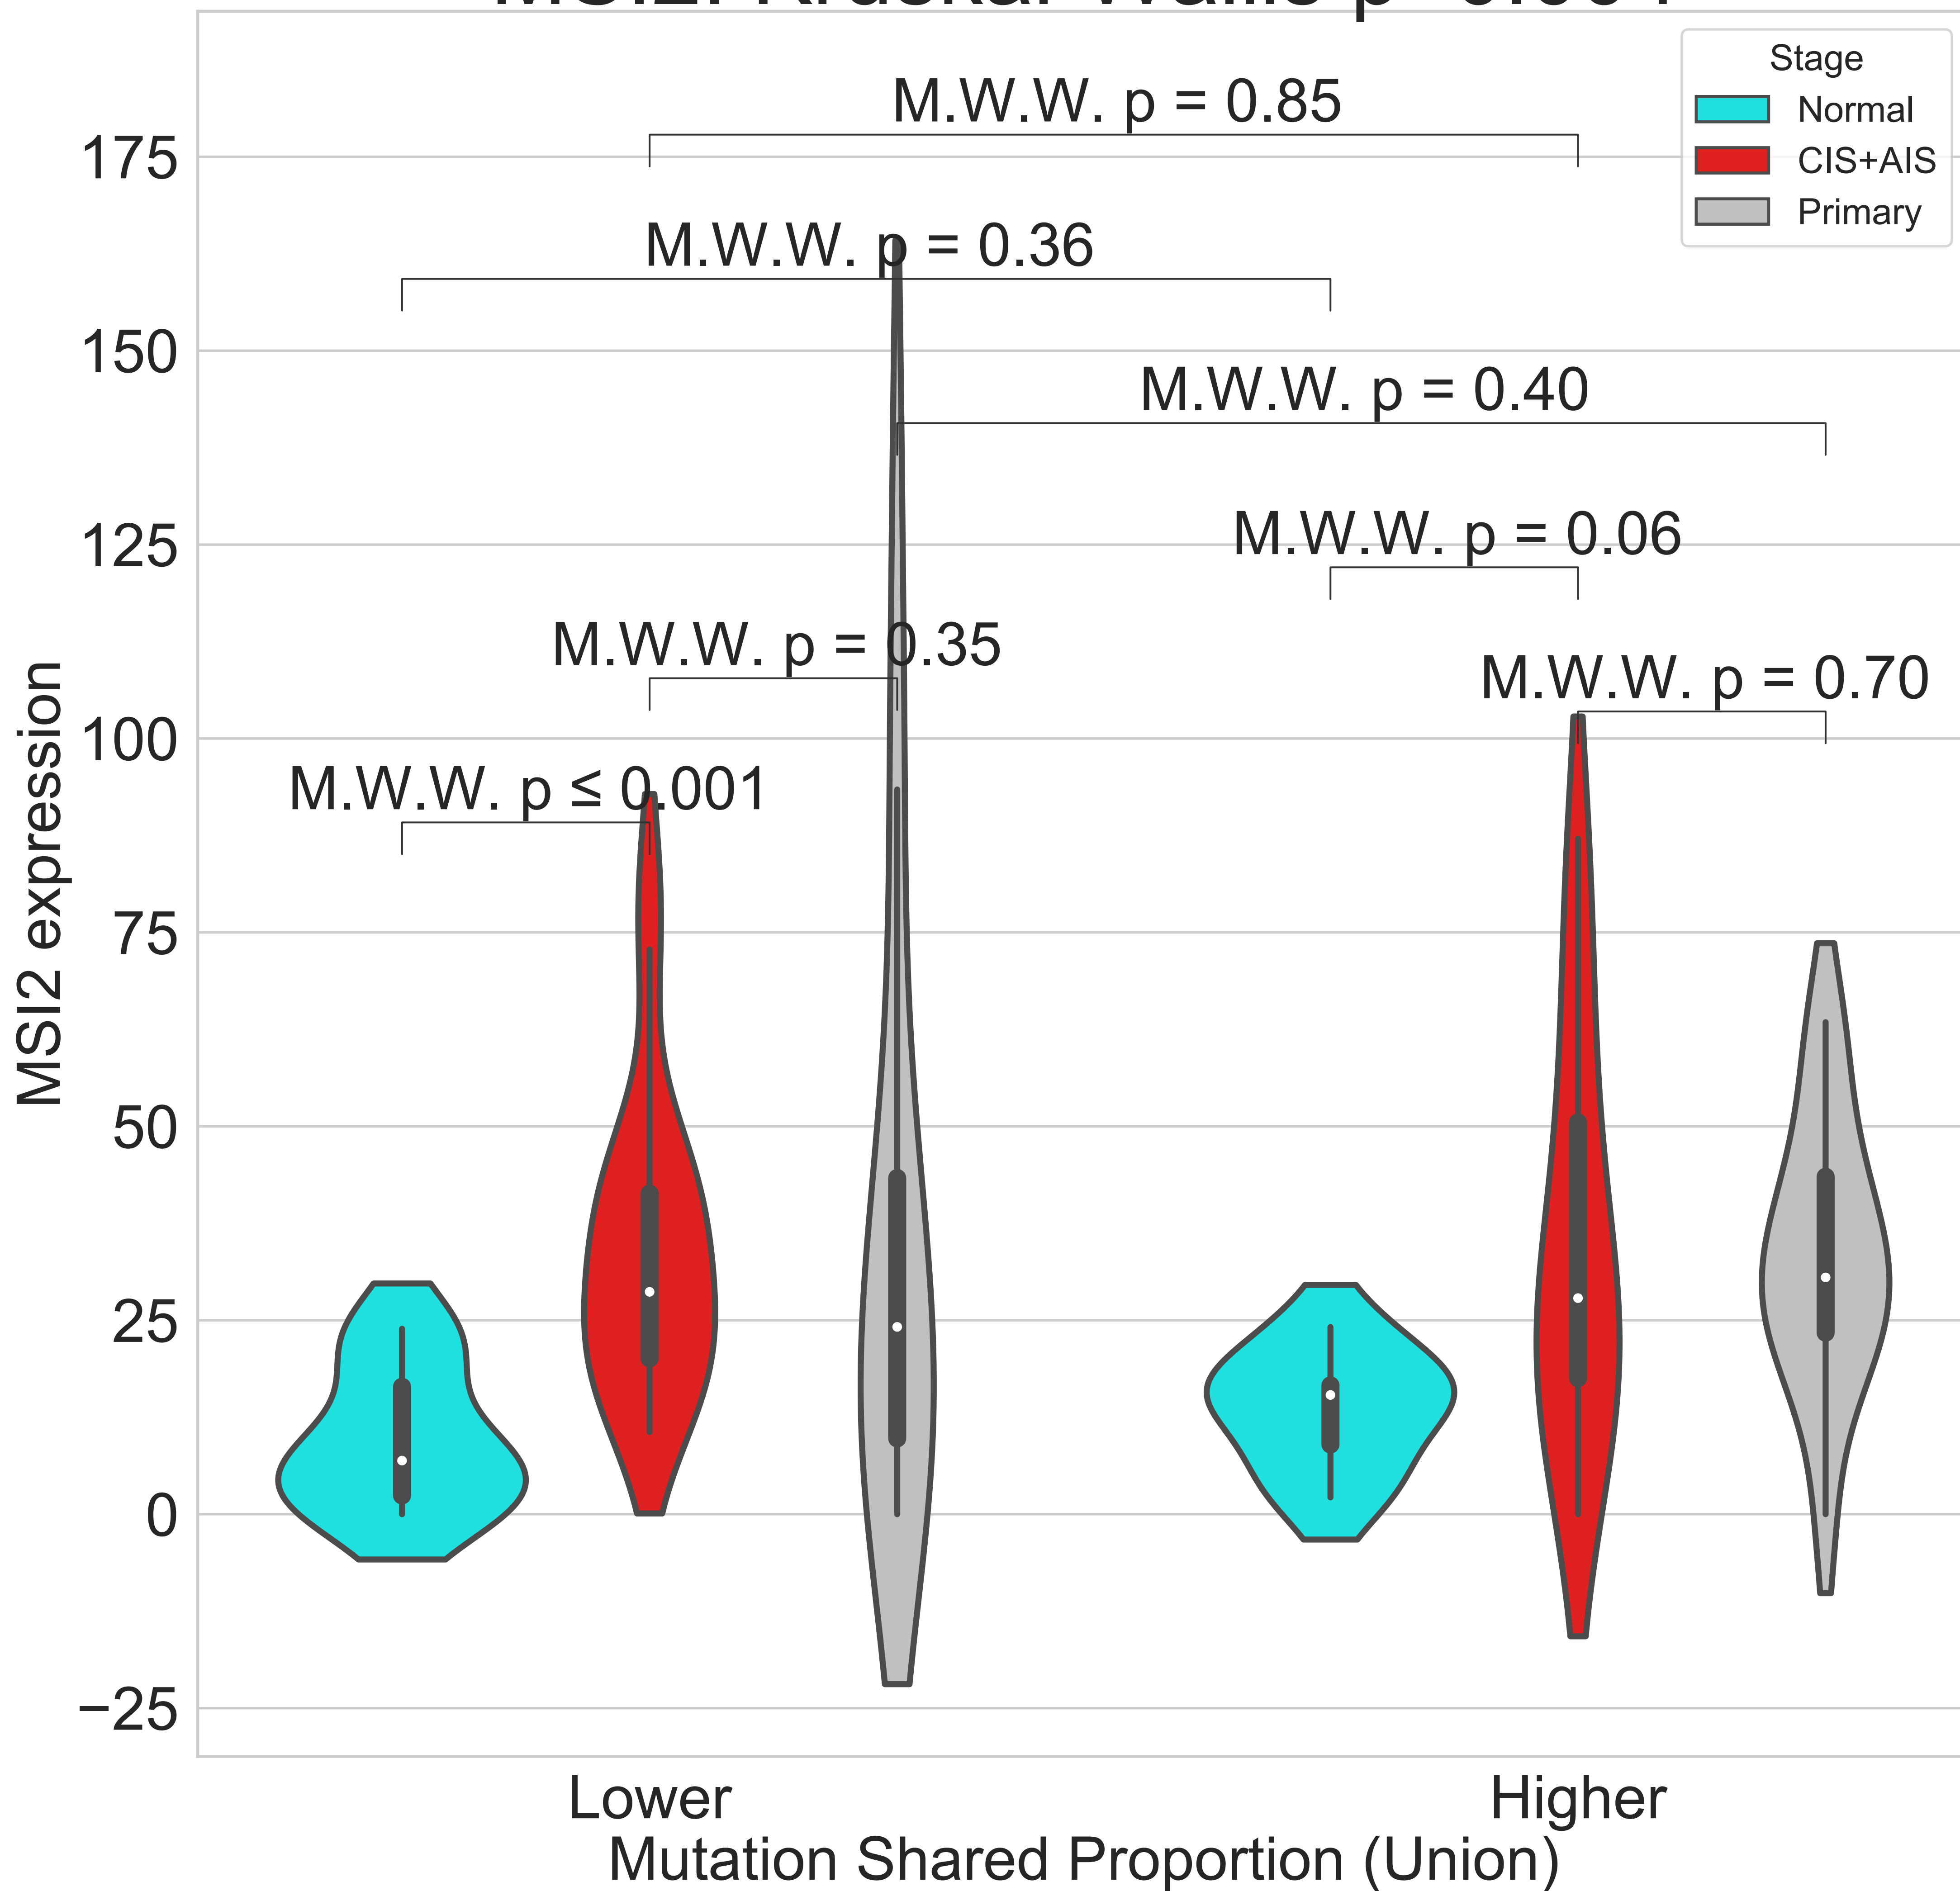 Stage
Normal
CIS+AIS
Primary
M.W.W. p = 0.85
M.W.W. p = 0.36
M.W.W. p = 0.40
M.W.W. p = 0.06
M.W.W. p = 0.35
M.W.W. p = 0.70
M.W.W. p ≤ 0.001
175
150
125
100
75
50
25
0
−25
MSI2 expression
Lower
Higher
Mutation Shared Proportion (Union)